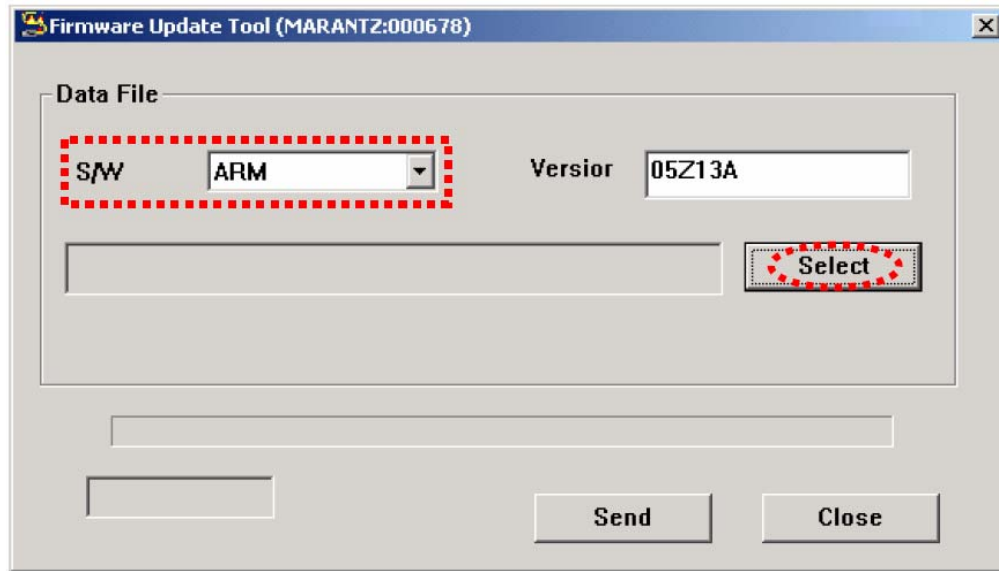 Firmware Update Tool (MARANTZ:000678)
Data File
S/W ARM Versior 05Z13A
Select
Send Close